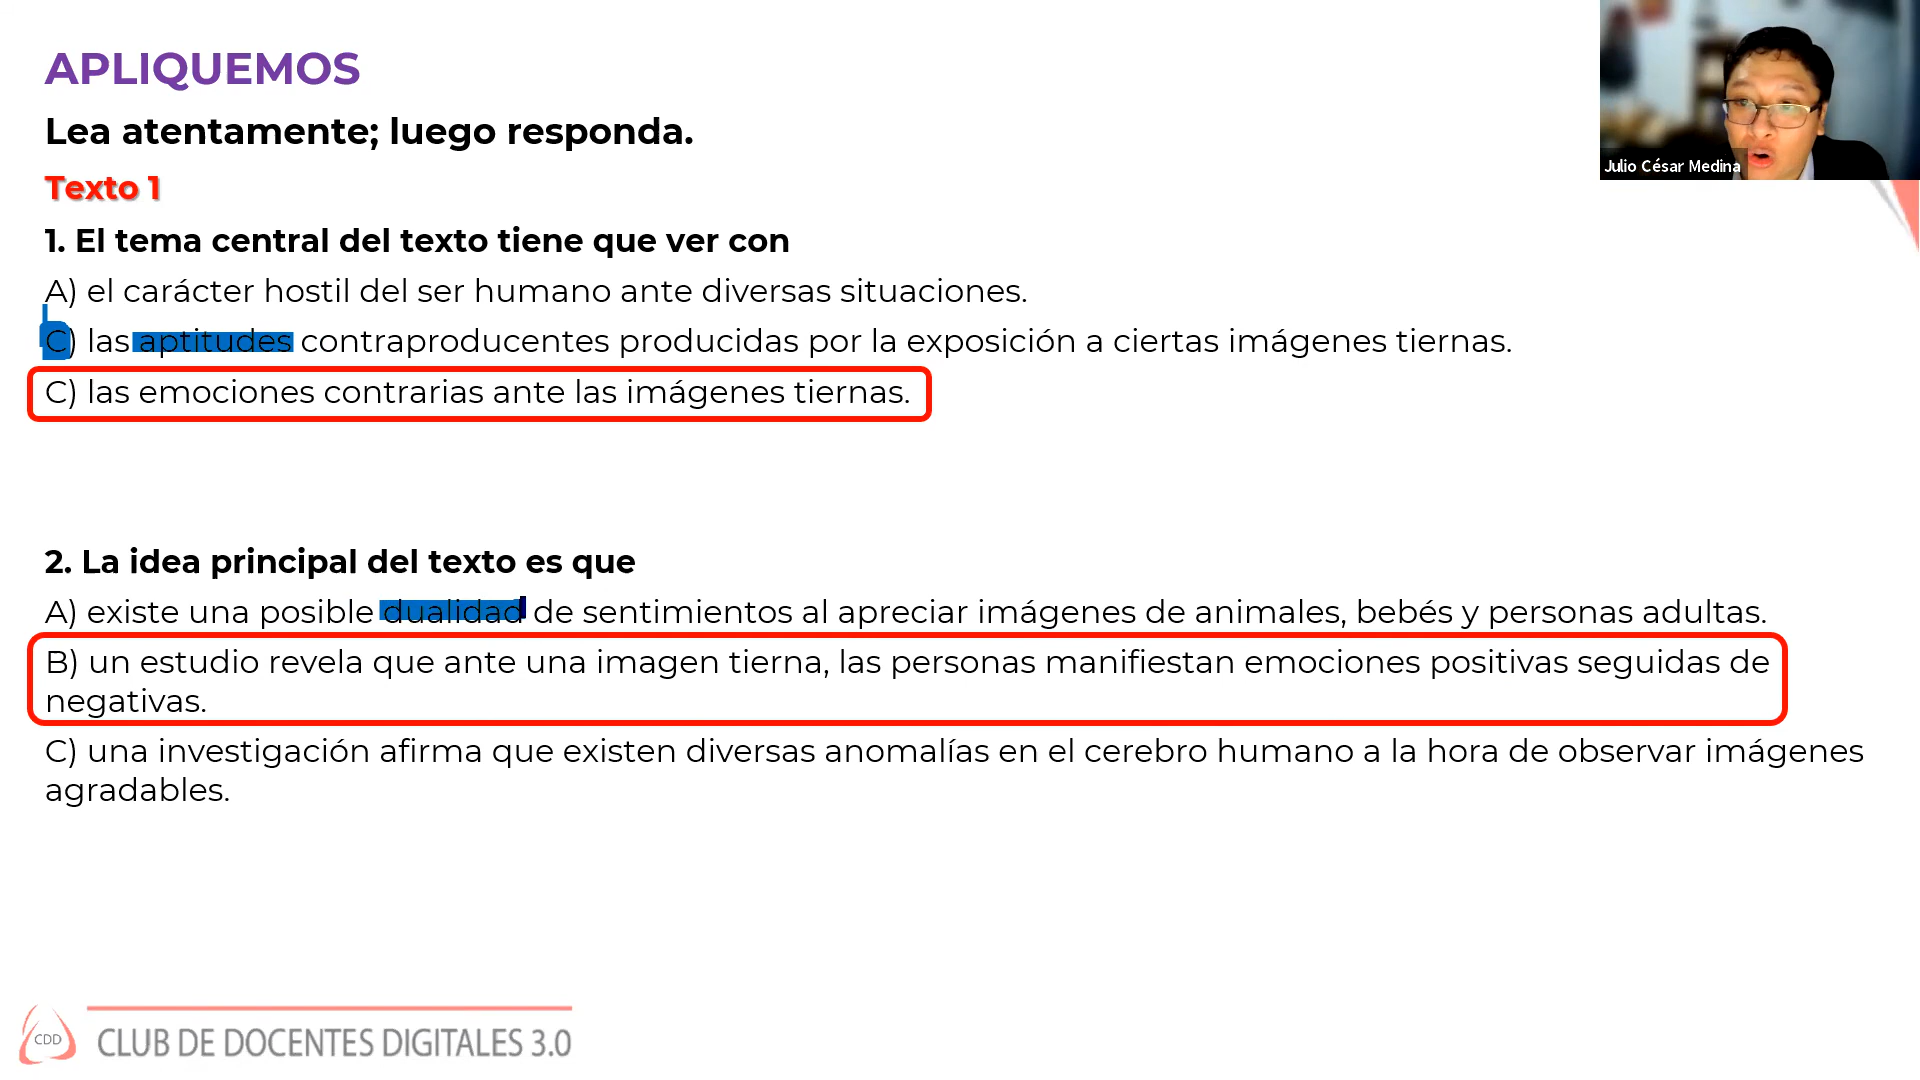 APLIQUEMOS
Lea atentamente; luego responda.
Texto 1
Julio César Medina
1. El tema central del texto tiene que ver con
A) el carácter hostil del ser humano ante diversas situaciones.
C) las aptitudes contraproducentes producidas por la exposición a ciertas imágenes tiernas.
C) las emociones contrarias ante las imágenes tiernas.
2. La idea principal del texto es que
A) existe una posible dualidad de sentimientos al apreciar imágenes de animales, bebés y personas adultas.
B) un estudio revela que ante una imagen tierna, las personas manifiestan emociones positivas seguidas de
negativas.
C) una investigación afirma que existen diversas anomalías en el cerebro humano a la hora de observar imágenes
agradables.
CDD
CLUB DE DOCENTES DIGITALES 3.0